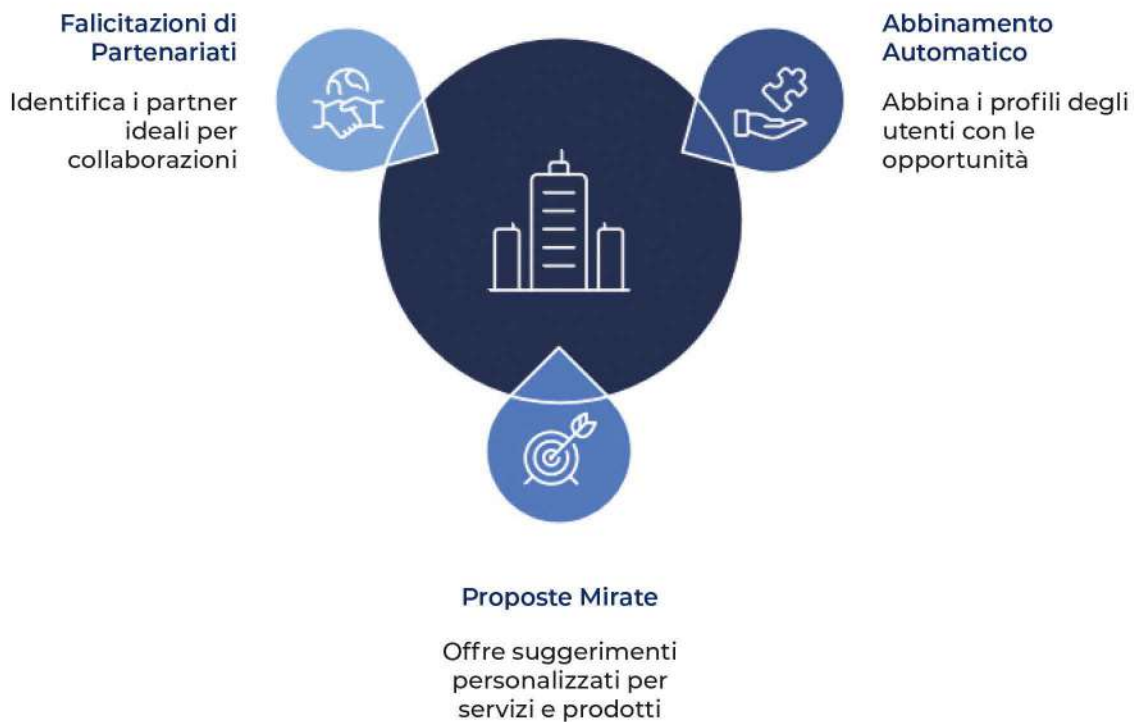 Falicitazioni di
Partenariati
Identifica i partner
ideali per
collaborazioni
Abbinamento
Automatico
Abbina i profili degli
utenti con le
opportunità
Proposte Mirate
Offre suggerimenti
personalizzati per
servizi e prodotti